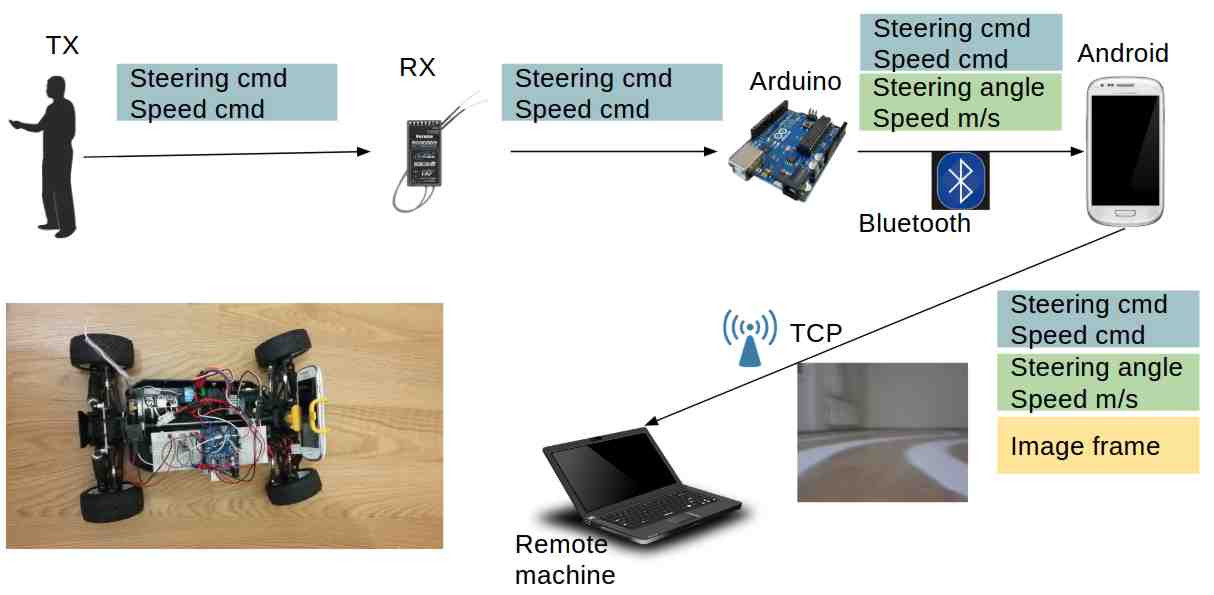 TX
Steering cmd
Speed cmd
RX
Steering cmd
Speed cmd
Arduino
Steering cmd
Speed cmd
Steering angle
Speed m/s
Android
Bluetooth
TCP
Steering cmd
Speed cmd
Steering angle
Speed m/s
Image frame
Remote
machine